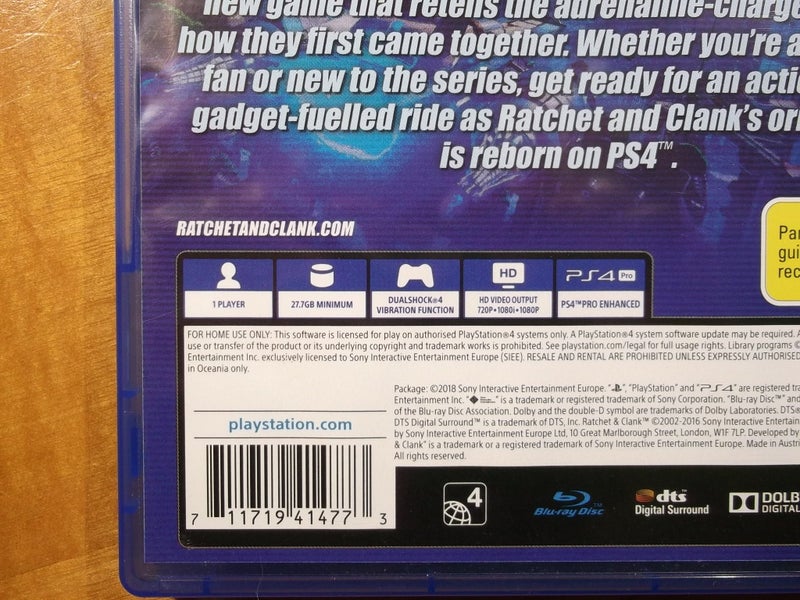 new game that retells the adrenaline-charge
how they first came together. Whether you're a
fan or new to the series, get ready for an acti
gadget-fuelled ride as Ratchet and Clank's ori
is reborn on PS4™.
RATCHETANDCLANK.COM
Par
gui
rec
HD
PS4 Pro
1 PLAYER
27.7GB MINIMUM
DUALSHOCK®4
VIBRATION FUNCTION
HD VIDEO OUTPUT
720P•1080i•1080P
PS4™PRO ENHANCED
FOR HOME USE ONLY: This software is licensed for play on authorised PlayStation®4 systems only. A PlayStation®4 system software update may be required. A
use or transfer of the product or its underlying copyright and trademark works is prohibited. See playstation.com/legal for full usage rights. Library programs ©
Entertainment Inc. exclusively licensed to Sony Interactive Entertainment Europe (SIEE). RESALE AND RENTAL ARE PROHIBITED UNLESS EXPRESSLY AUTHORISED
in Oceania only.
Package: ©2018 Sony Interactive Entertainment Europe. "", "PlayStation" and "PS4" are registered tra
Entertainment Inc. "" is a trademark or registered trademark of Sony Corporation. "Blu-ray Disc™" and
of the Blu-ray Disc Association. Dolby and the double-D symbol are trademarks of Dolby Laboratories. DTS®
DTS Digital Surround™ is a trademark of DTS, Inc. Ratchet & Clank™ ©2002-2016 Sony Interactive Entertain
by Sony Interactive Entertainment Europe Ltd, 10 Great Marlborough Street, London, W1F 7LP. Developed by
& Clank" is a trademark or a registered trademark of Sony Interactive Entertainment Europe. Made in Austri
All rights reserved.
playstation.com
7 11719 41477 3
4
Blu-ray Disc™
dts
Digital Surround
DOLB
DIGITAL